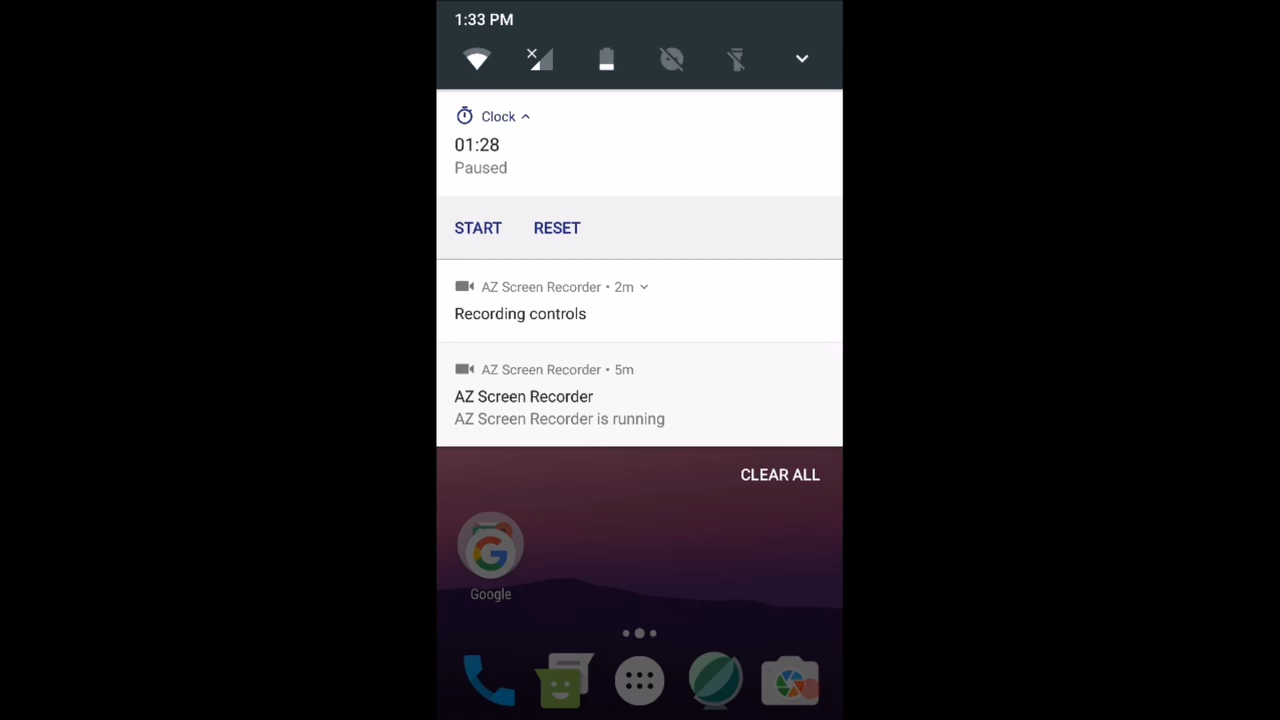 1:33 PM
Clock
01:28
Paused
START RESET
AZ Screen Recorder • 2m
Recording controls
AZ Screen Recorder • 5m
AZ Screen Recorder
AZ Screen Recorder is running
CLEAR ALL
Google